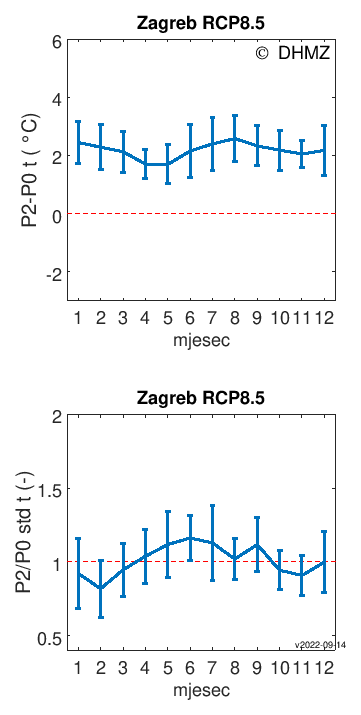 Zagreb RCP8.5
© DHMZ
P2-P0 t ( °C)
6
4
2
0
-2
1 2 3 4 5 6 7 8 9 10 11 12
mjesec
Zagreb RCP8.5
P2/P0 std t (-)
2
1.5
1
0.5
v2022-09-14
1 2 3 4 5 6 7 8 9 10 11 12
mjesec